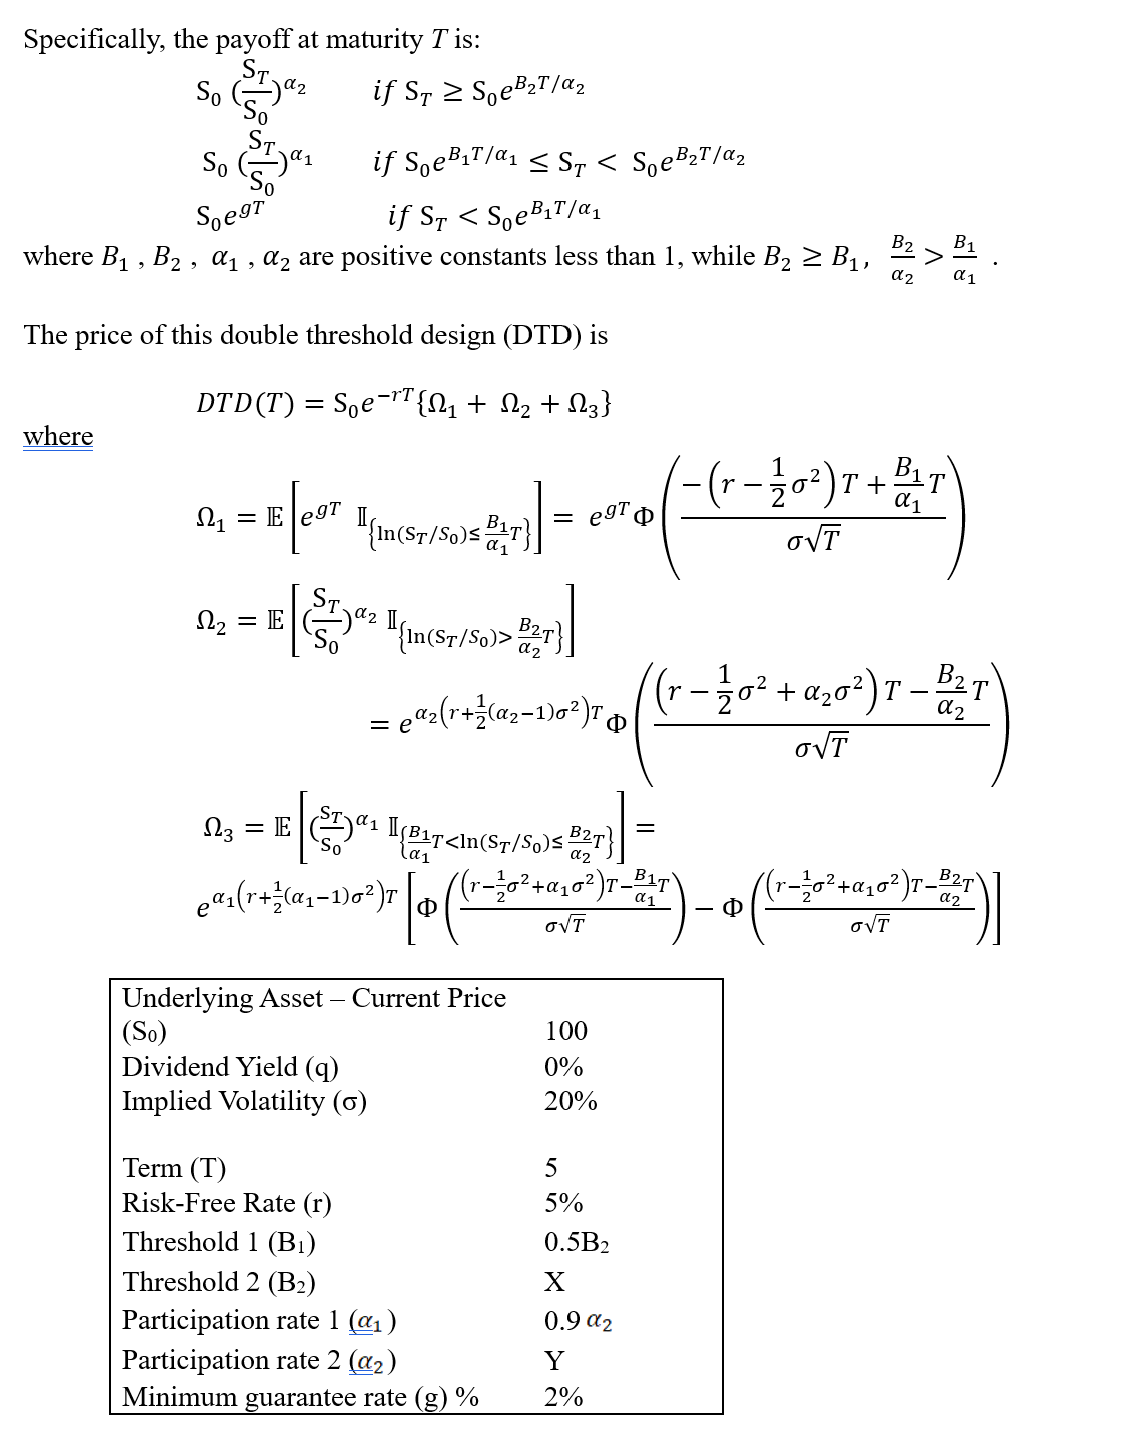 Specifically, the payoff at maturity T is:
S₀ (S_T/S₀)^α₂ if S_T ≥ S₀e^(B₂T/α₂)
S₀ (S_T/S₀)^α₁ if S₀e^(B₁T/α₁) ≤ S_T < S₀e^(B₂T/α₂)
S₀e^(gT) if S_T < S₀e^(B₁T/α₁)
where B₁ , B₂ , α₁ , α₂ are positive constants less than 1, while B₂ ≥ B₁, B₂/α₂ > B₁/α₁ .
The price of this double threshold design (DTD) is
DTD(T) = S₀e^(−rT){Ω₁ + Ω₂ + Ω₃}
where
Ω₁ = 𝔼[e^(gT) 𝕀_{ln(S_T/S₀)≤(B₁/α₁)T}] = e^(gT)Φ((−(r − ½σ²)T + (B₁/α₁)T)/(σ√T))
Ω₂ = 𝔼[(S_T/S₀)^α₂ 𝕀_{ln(S_T/S₀)>(B₂/α₂)T}]
= e^(α₂(r+½(α₂−1)σ²)T)Φ(((r − ½σ² + α₂σ²)T − (B₂/α₂)T)/(σ√T))
Ω₃ = 𝔼[(S_T/S₀)^α₁ 𝕀_{(B₁/α₁)T<ln(S_T/S₀)≤(B₂/α₂)T}] =
e^(α₁(r+½(α₁−1)σ²)T)[Φ(((r−½σ²+α₁σ²)T−(B₁/α₁)T)/(σ√T)) − Φ(((r−½σ²+α₁σ²)T−(B₂/α₂)T)/(σ√T))]
Underlying Asset – Current Price
(S₀) 100
Dividend Yield (q) 0%
Implied Volatility (σ) 20%
Term (T) 5
Risk-Free Rate (r) 5%
Threshold 1 (B₁) 0.5B₂
Threshold 2 (B₂) X
Participation rate 1 (α₁) 0.9 α₂
Participation rate 2 (α₂) Y
Minimum guarantee rate (g) % 2%